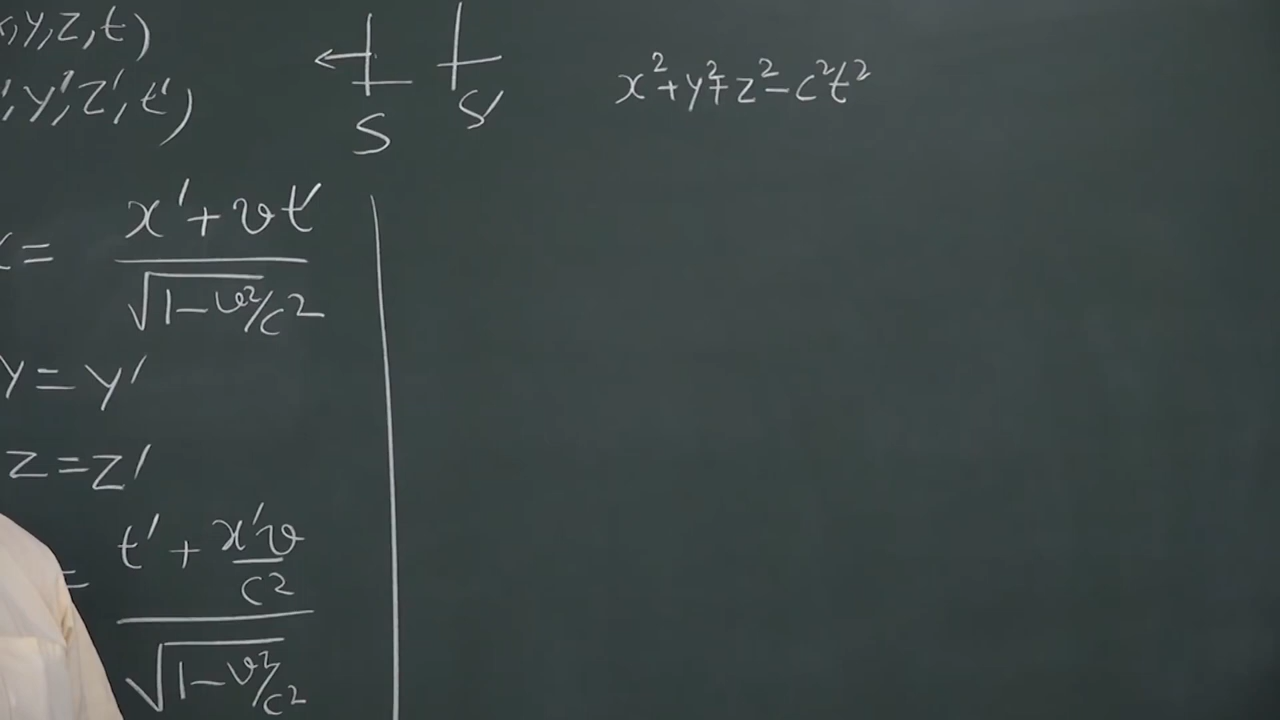 ,y,z,t)
',y',z',t')
S S'
x²+y²+z²-c²t²
= x'+vt'
√1-v²/c²
y=y'
z=z'
= t'+x'v
c²
√1-v²/c²